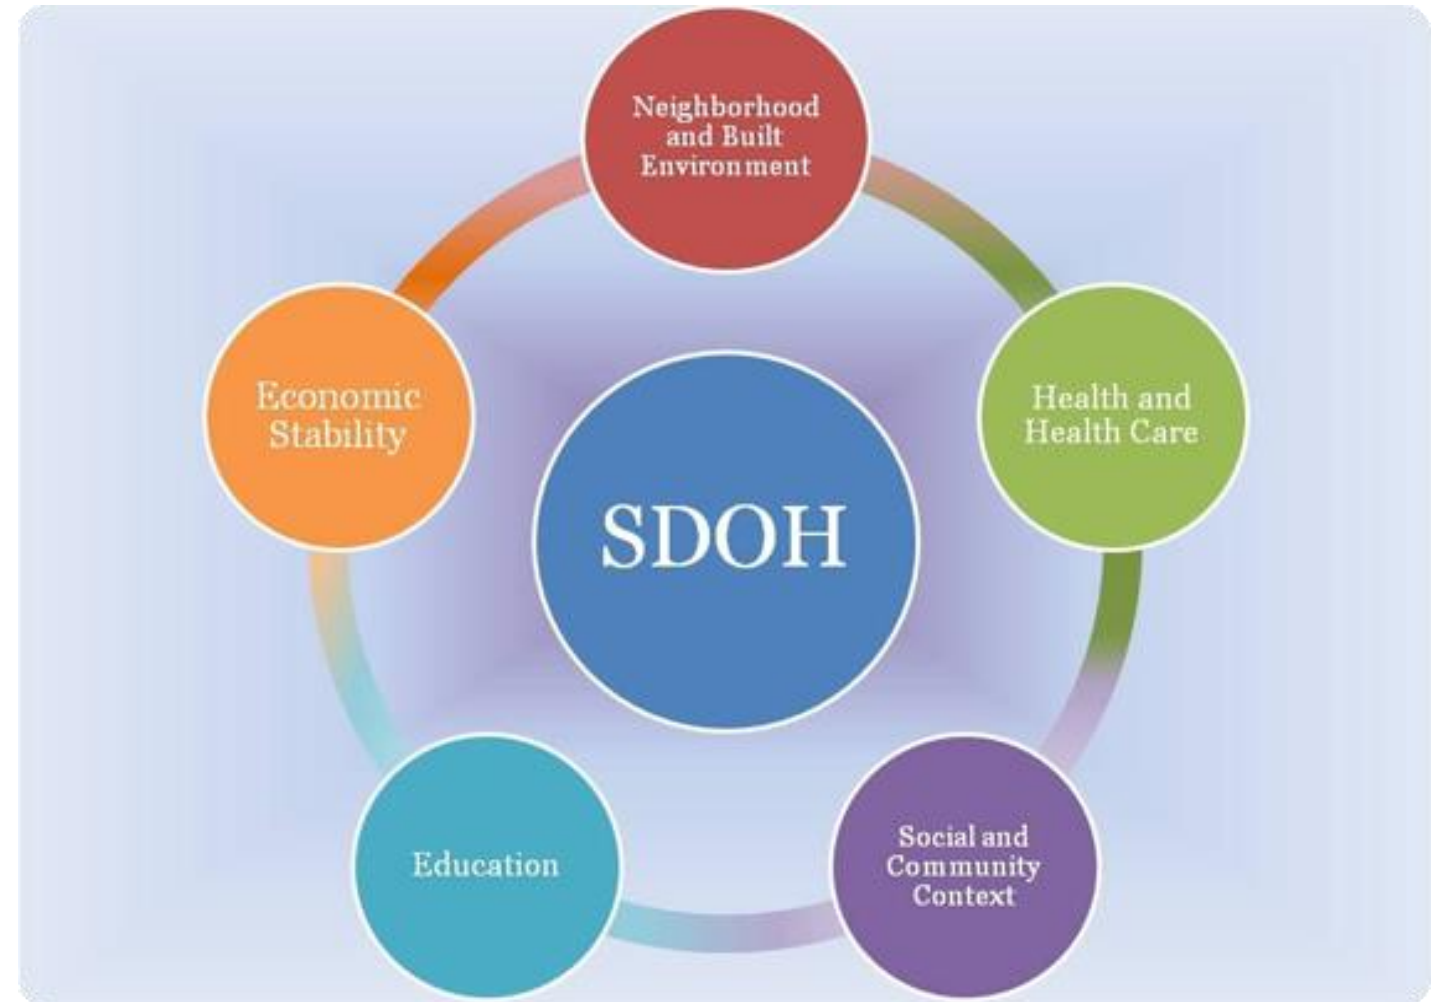 Neighborhood
and Built
Environment
Economic
Stability
Health and
Health Care
SDOH
Education
Social and
Community
Context